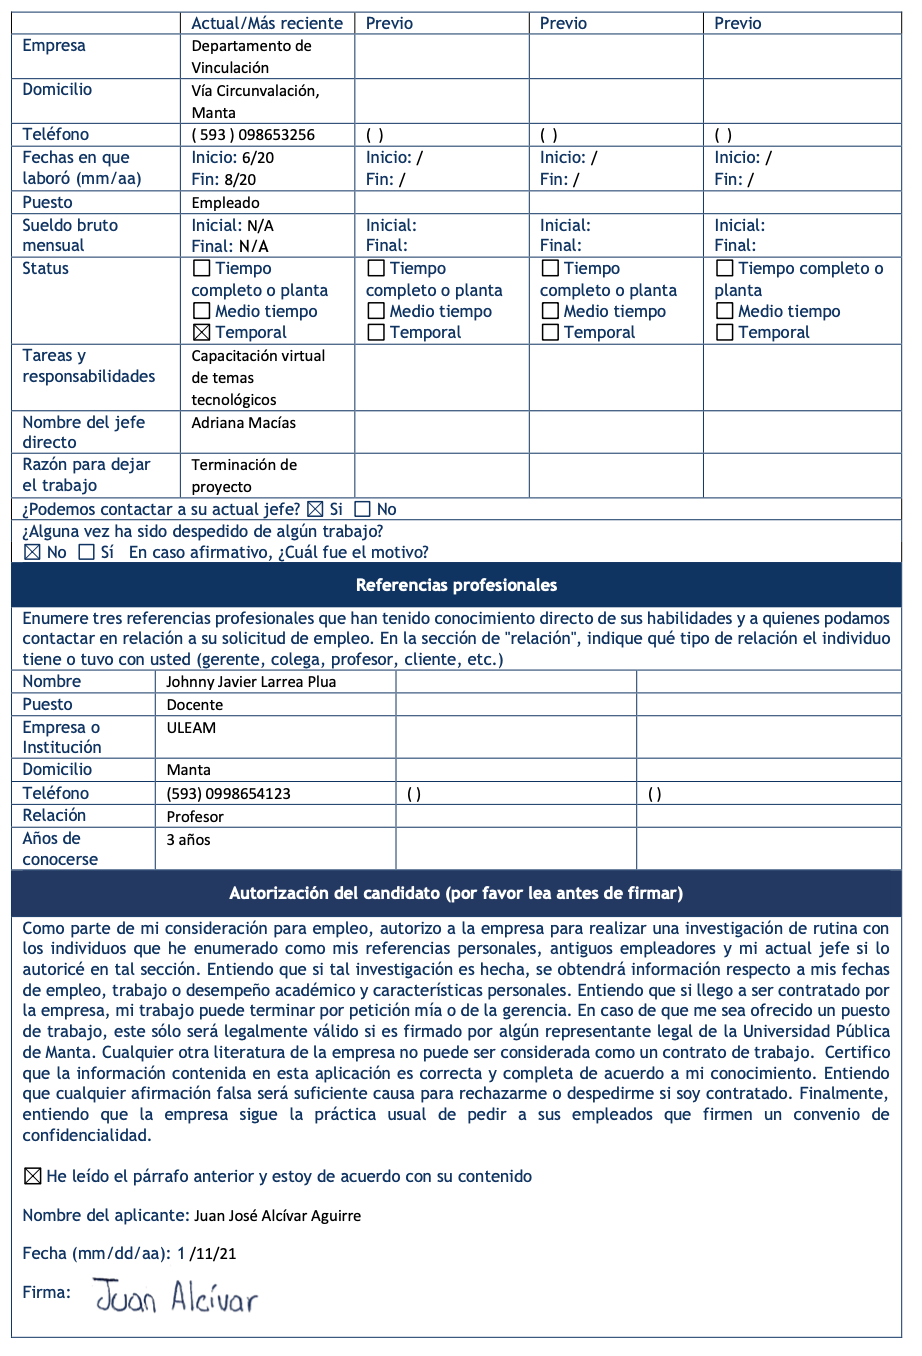 Actual/Más reciente Previo Previo Previo
Empresa Departamento de
Vinculación
Domicilio Vía Circunvalación,
Manta
Teléfono ( 593 ) 098653256 ( ) ( ) ( )
Fechas en que Inicio: 6/20 Inicio: / Inicio: / Inicio: /
laboró (mm/aa) Fin: 8/20 Fin: / Fin: / Fin: /
Puesto Empleado
Sueldo bruto Inicial: N/A Inicial: Inicial: Inicial:
mensual Final: N/A Final: Final: Final:
Status ☐ Tiempo ☐ Tiempo ☐ Tiempo ☐ Tiempo completo o
completo o planta completo o planta completo o planta planta
☐ Medio tiempo ☐ Medio tiempo ☐ Medio tiempo ☐ Medio tiempo
☒ Temporal ☐ Temporal ☐ Temporal ☐ Temporal
Tareas y Capacitación virtual
responsabilidades de temas
tecnológicos
Nombre del jefe Adriana Macías
directo
Razón para dejar Terminación de
el trabajo proyecto
¿Podemos contactar a su actual jefe? ☒ Si ☐ No
¿Alguna vez ha sido despedido de algún trabajo?
☒ No ☐ Sí En caso afirmativo, ¿Cuál fue el motivo?
Referencias profesionales
Enumere tres referencias profesionales que han tenido conocimiento directo de sus habilidades y a quienes podamos
contactar en relación a su solicitud de empleo. En la sección de "relación", indique qué tipo de relación el individuo
tiene o tuvo con usted (gerente, colega, profesor, cliente, etc.)
Nombre Johnny Javier Larrea Plua
Puesto Docente
Empresa o ULEAM
Institución
Domicilio Manta
Teléfono (593) 0998654123 ( ) ( )
Relación Profesor
Años de 3 años
conocerse
Autorización del candidato (por favor lea antes de firmar)
Como parte de mi consideración para empleo, autorizo a la empresa para realizar una investigación de rutina con
los individuos que he enumerado como mis referencias personales, antiguos empleadores y mi actual jefe si lo
autoricé en tal sección. Entiendo que si tal investigación es hecha, se obtendrá información respecto a mis fechas
de empleo, trabajo o desempeño académico y características personales. Entiendo que si llego a ser contratado por
la empresa, mi trabajo puede terminar por petición mía o de la gerencia. En caso de que me sea ofrecido un puesto
de trabajo, este sólo será legalmente válido si es firmado por algún representante legal de la Universidad Pública
de Manta. Cualquier otra literatura de la empresa no puede ser considerada como un contrato de trabajo. Certifico
que la información contenida en esta aplicación es correcta y completa de acuerdo a mi conocimiento. Entiendo
que cualquier afirmación falsa será suficiente causa para rechazarme o despedirme si soy contratado. Finalmente,
entiendo que la empresa sigue la práctica usual de pedir a sus empleados que firmen un convenio de
confidencialidad.
☒ He leído el párrafo anterior y estoy de acuerdo con su contenido
Nombre del aplicante: Juan José Alcívar Aguirre
Fecha (mm/dd/aa): 1 /11/21
Firma: Juan Alcívar